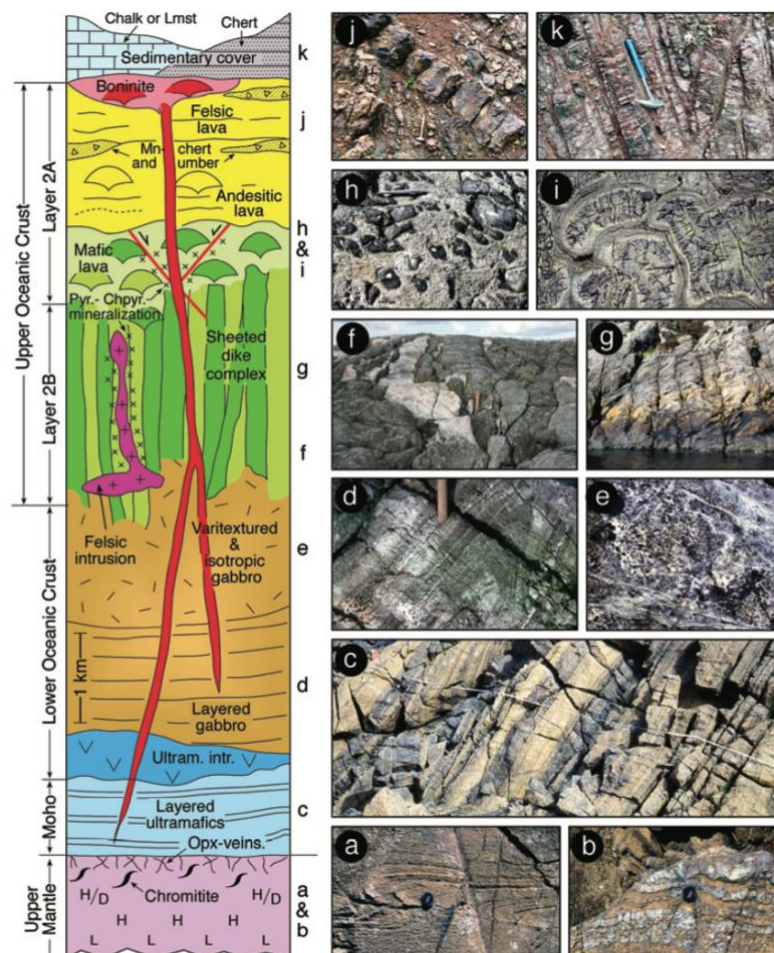 Chalk or Lmst
Chert
Sedimentary cover
k
Boninite
Felsic
lava
j
Mn- chert
and umber
Andesitic
lava
Mafic
lava
h
&
i
Pyr.- Chpyr.
mineralization
Sheeted
dike
complex
g
f
Felsic
intrusion
Varitextured
&
isotropic
gabbro
e
1 km
Layered
gabbro
d
Ultram. intr.
Layered
ultramafics
c
Opx-veins.
Chromitite
H/D H/D
H H H
L L L
a
&
b
Upper Oceanic Crust
Layer 2A
Layer 2B
Lower Oceanic Crust
Moho
Upper
Mantle
j
k
h
i
f
g
d
e
c
a
b